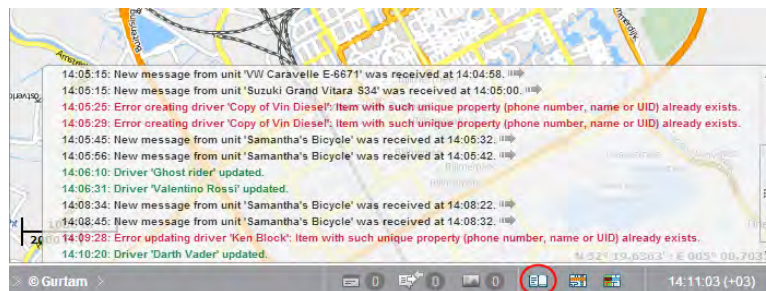 14:05:15: New message from unit 'VW Caravelle E-6671' was received at 14:04:58.
14:05:15: New message from unit 'Suzuki Grand Vitara S34' was received at 14:05:00.
14:05:25: Error creating driver 'Copy of Vin Diesel': Item with such unique property (phone number, name or UID) already exists.
14:05:29: Error creating driver 'Copy of Vin Diesel': Item with such unique property (phone number, name or UID) already exists.
14:05:45: New message from unit 'Samantha's Bicycle' was received at 14:05:32.
14:05:56: New message from unit 'Samantha's Bicycle' was received at 14:05:42.
14:06:10: Driver 'Ghost rider' updated.
14:06:31: Driver 'Valentino Rossi' updated.
14:08:34: New message from unit 'Samantha's Bicycle' was received at 14:08:22.
14:08:45: New message from unit 'Samantha's Bicycle' was received at 14:08:32.
14:09:28: Error updating driver 'Ken Block': Item with such unique property (phone number, name or UID) already exists.
14:10:20: Driver 'Darth Vader' updated.
© Gurtam
0
0
0
14:11:03 (+03)